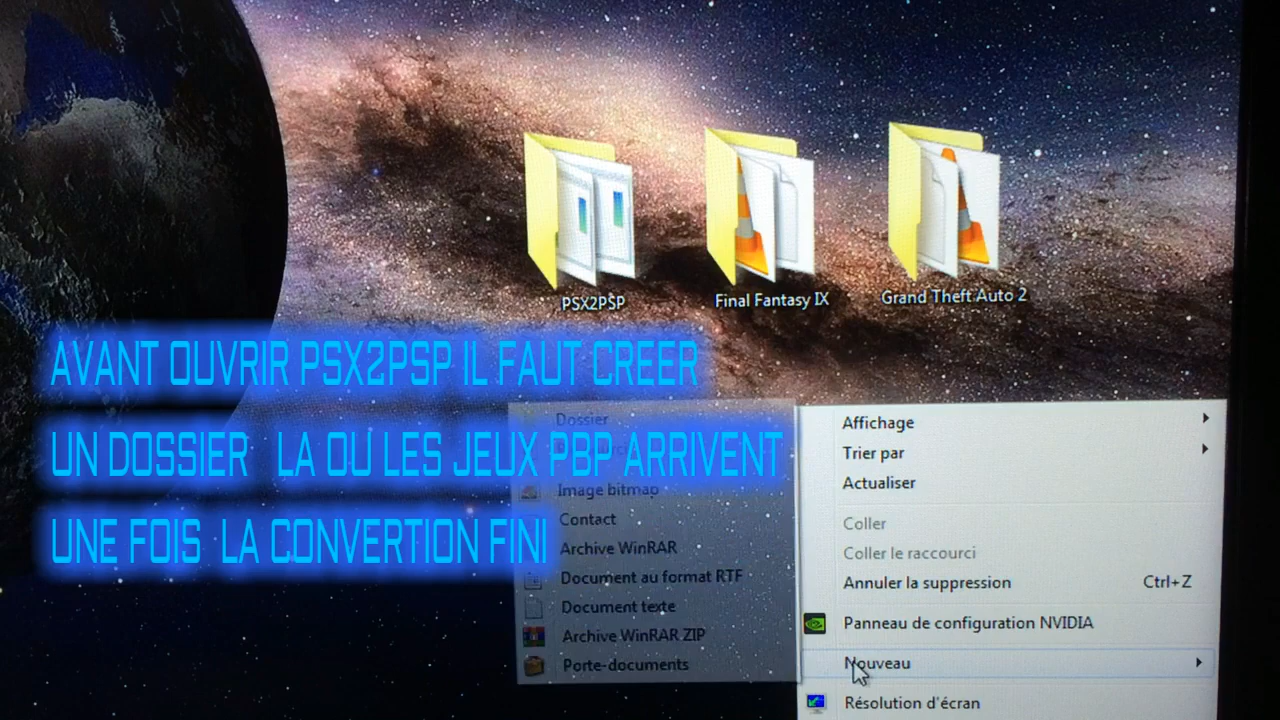 PSX2PSP
Final Fantasy IX
Grand Theft Auto 2
AVANT OUVRIR PSX2PSP IL FAUT CREER
UN DOSSIER LA OU LES JEUX PBP ARRIVENT
UNE FOIS LA CONVERTION FINI
Dossier
Image bitmap
Contact
Archive WinRAR
Document au format RTF
Document texte
Archive WinRAR ZIP
Porte-documents
Affichage
Trier par
Actualiser
Coller
Coller le raccourci
Annuler la suppression Ctrl+Z
Panneau de configuration NVIDIA
Nouveau
Résolution d'écran